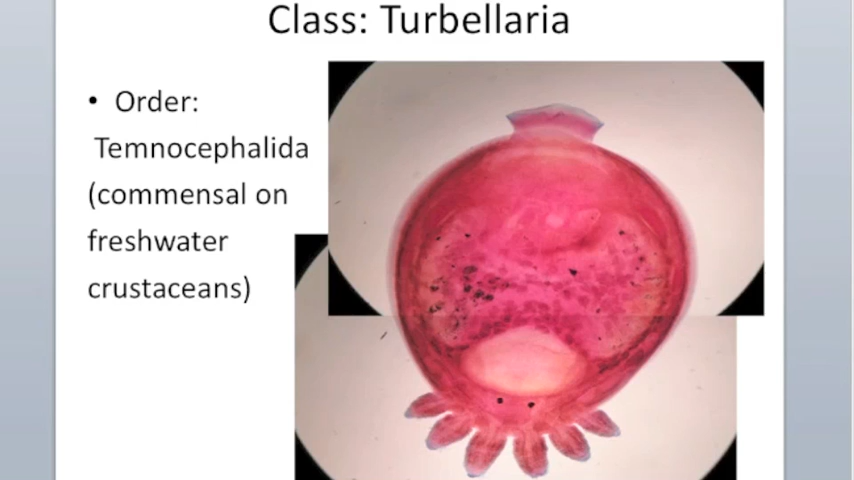 Class: Turbellaria
• Order:
Temnocephalida
(commensal on
freshwater
crustaceans)